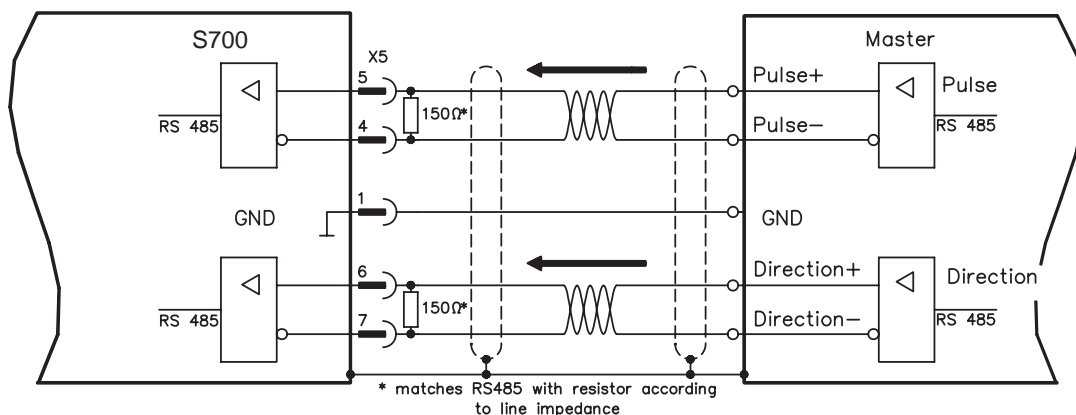 S700
X5
Master
5
Pulse+
Pulse
150Ω*
RS 485
4
Pulse−
RS 485
1
GND
GND
6
Direction+
Direction
150Ω*
RS 485
7
Direction−
RS 485
* matches RS485 with resistor according
to line impedance